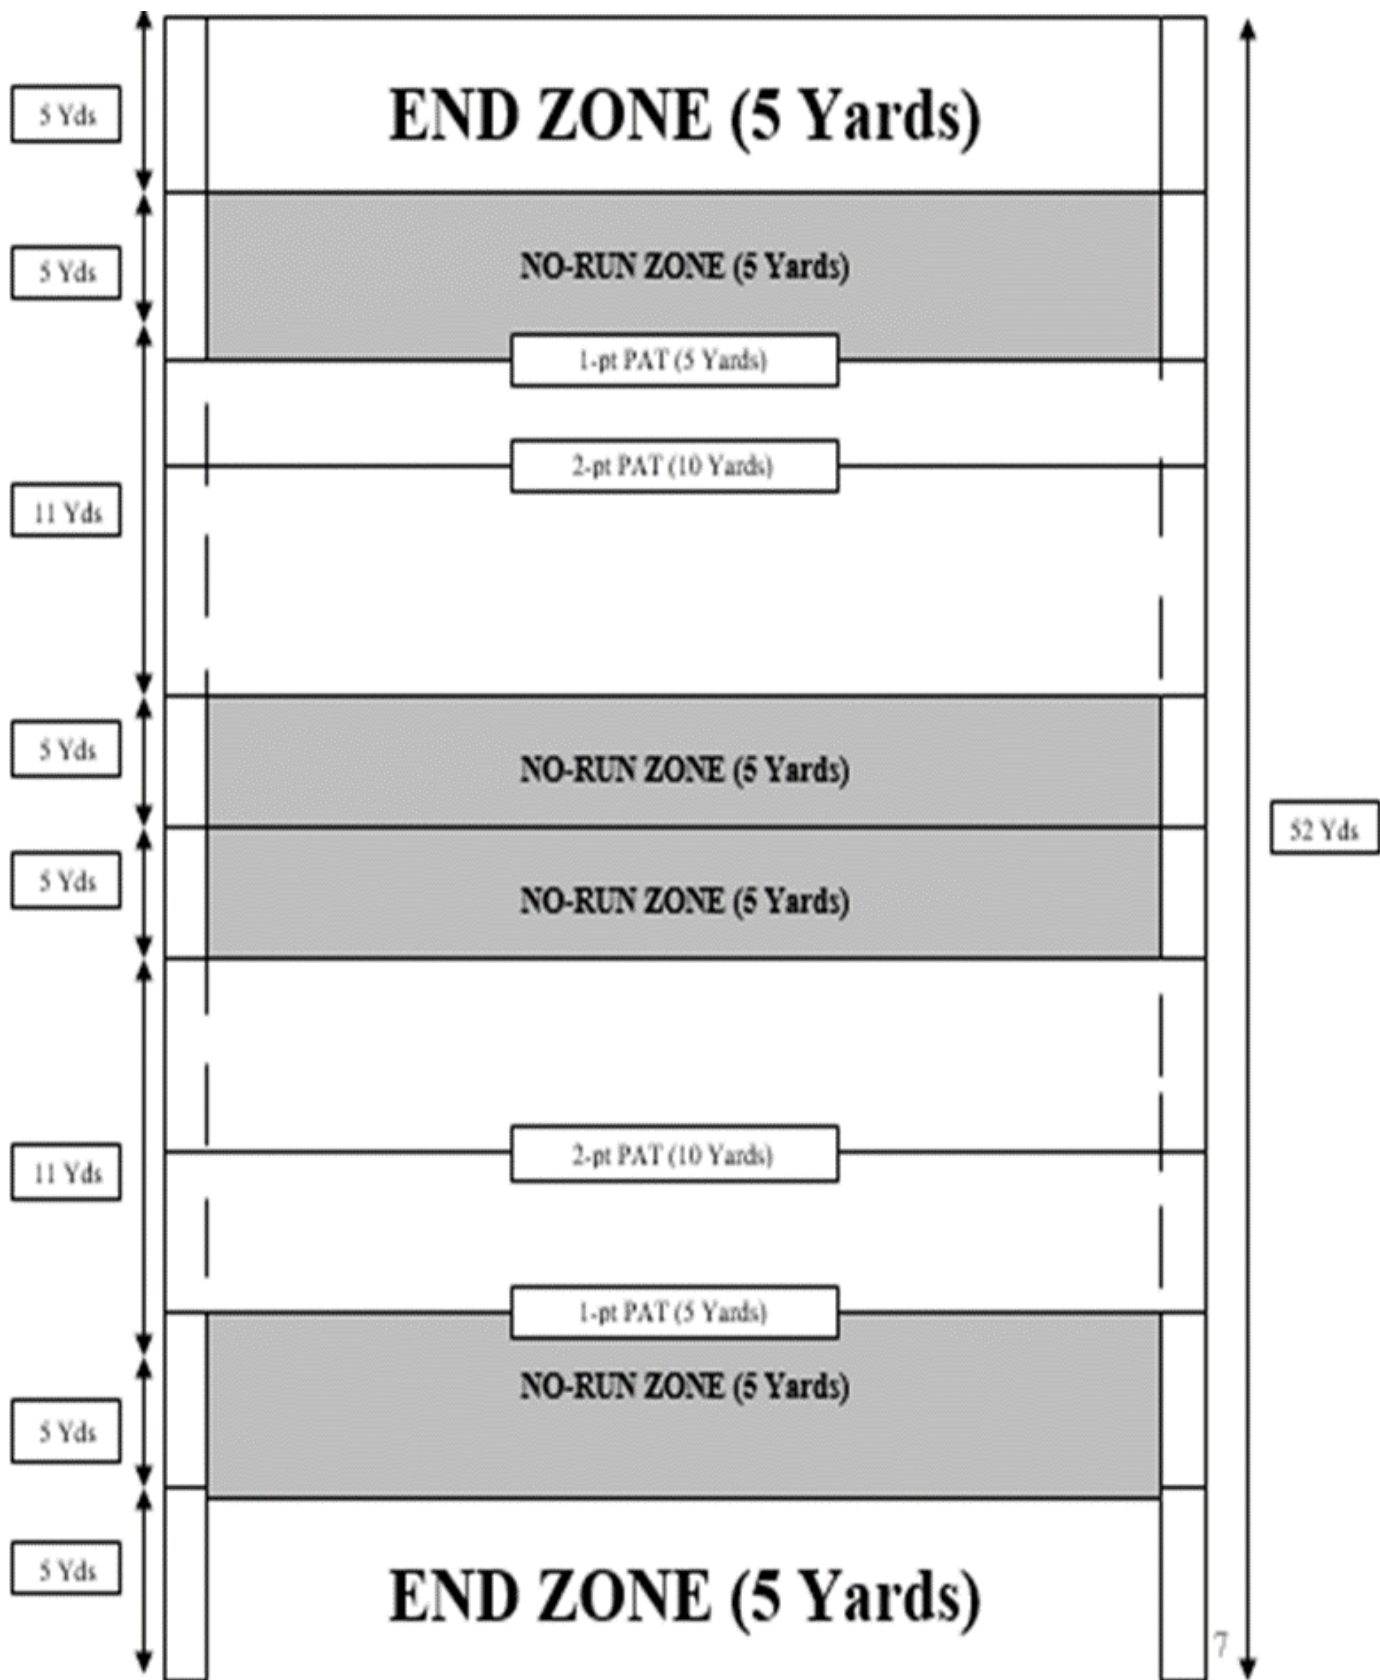 END ZONE (5 Yards)
5 Yds
NO-RUN ZONE (5 Yards)
5 Yds
1-pt PAT (5 Yards)
2-pt PAT (10 Yards)
11 Yds
5 Yds
NO-RUN ZONE (5 Yards)
52 Yds
5 Yds
NO-RUN ZONE (5 Yards)
2-pt PAT (10 Yards)
11 Yds
1-pt PAT (5 Yards)
NO-RUN ZONE (5 Yards)
5 Yds
5 Yds
END ZONE (5 Yards)
7